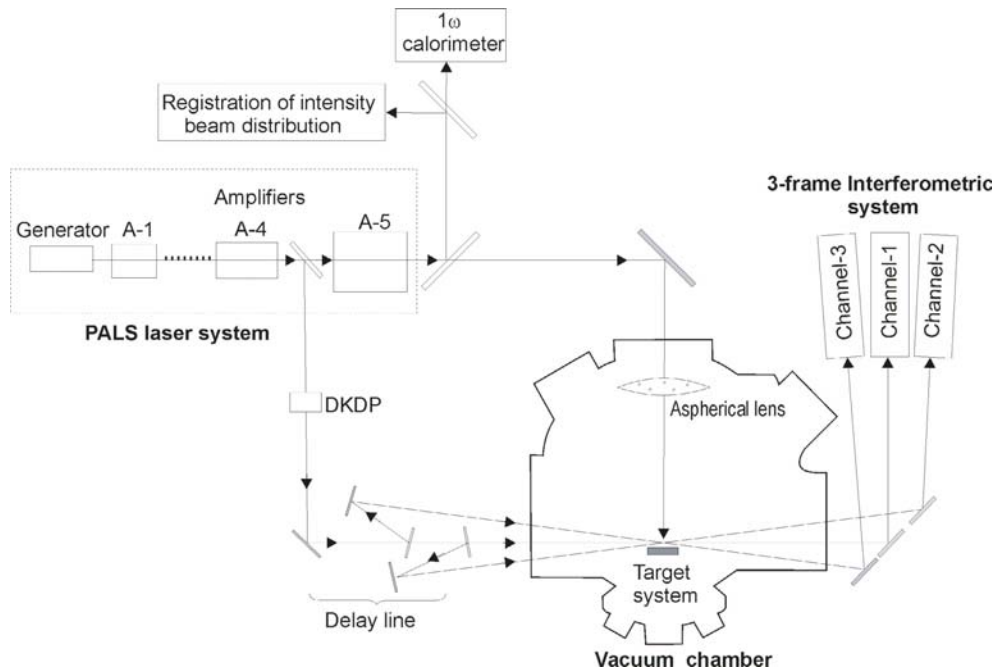 1ω
calorimeter
Registration of intensity
beam distribution
3-frame Interferometric
system
Amplifiers
Generator
A-1
A-4
A-5
Channel-3
Channel-1
Channel-2
PALS laser system
DKDP
Aspherical lens
Target
system
Delay line
Vacuum chamber